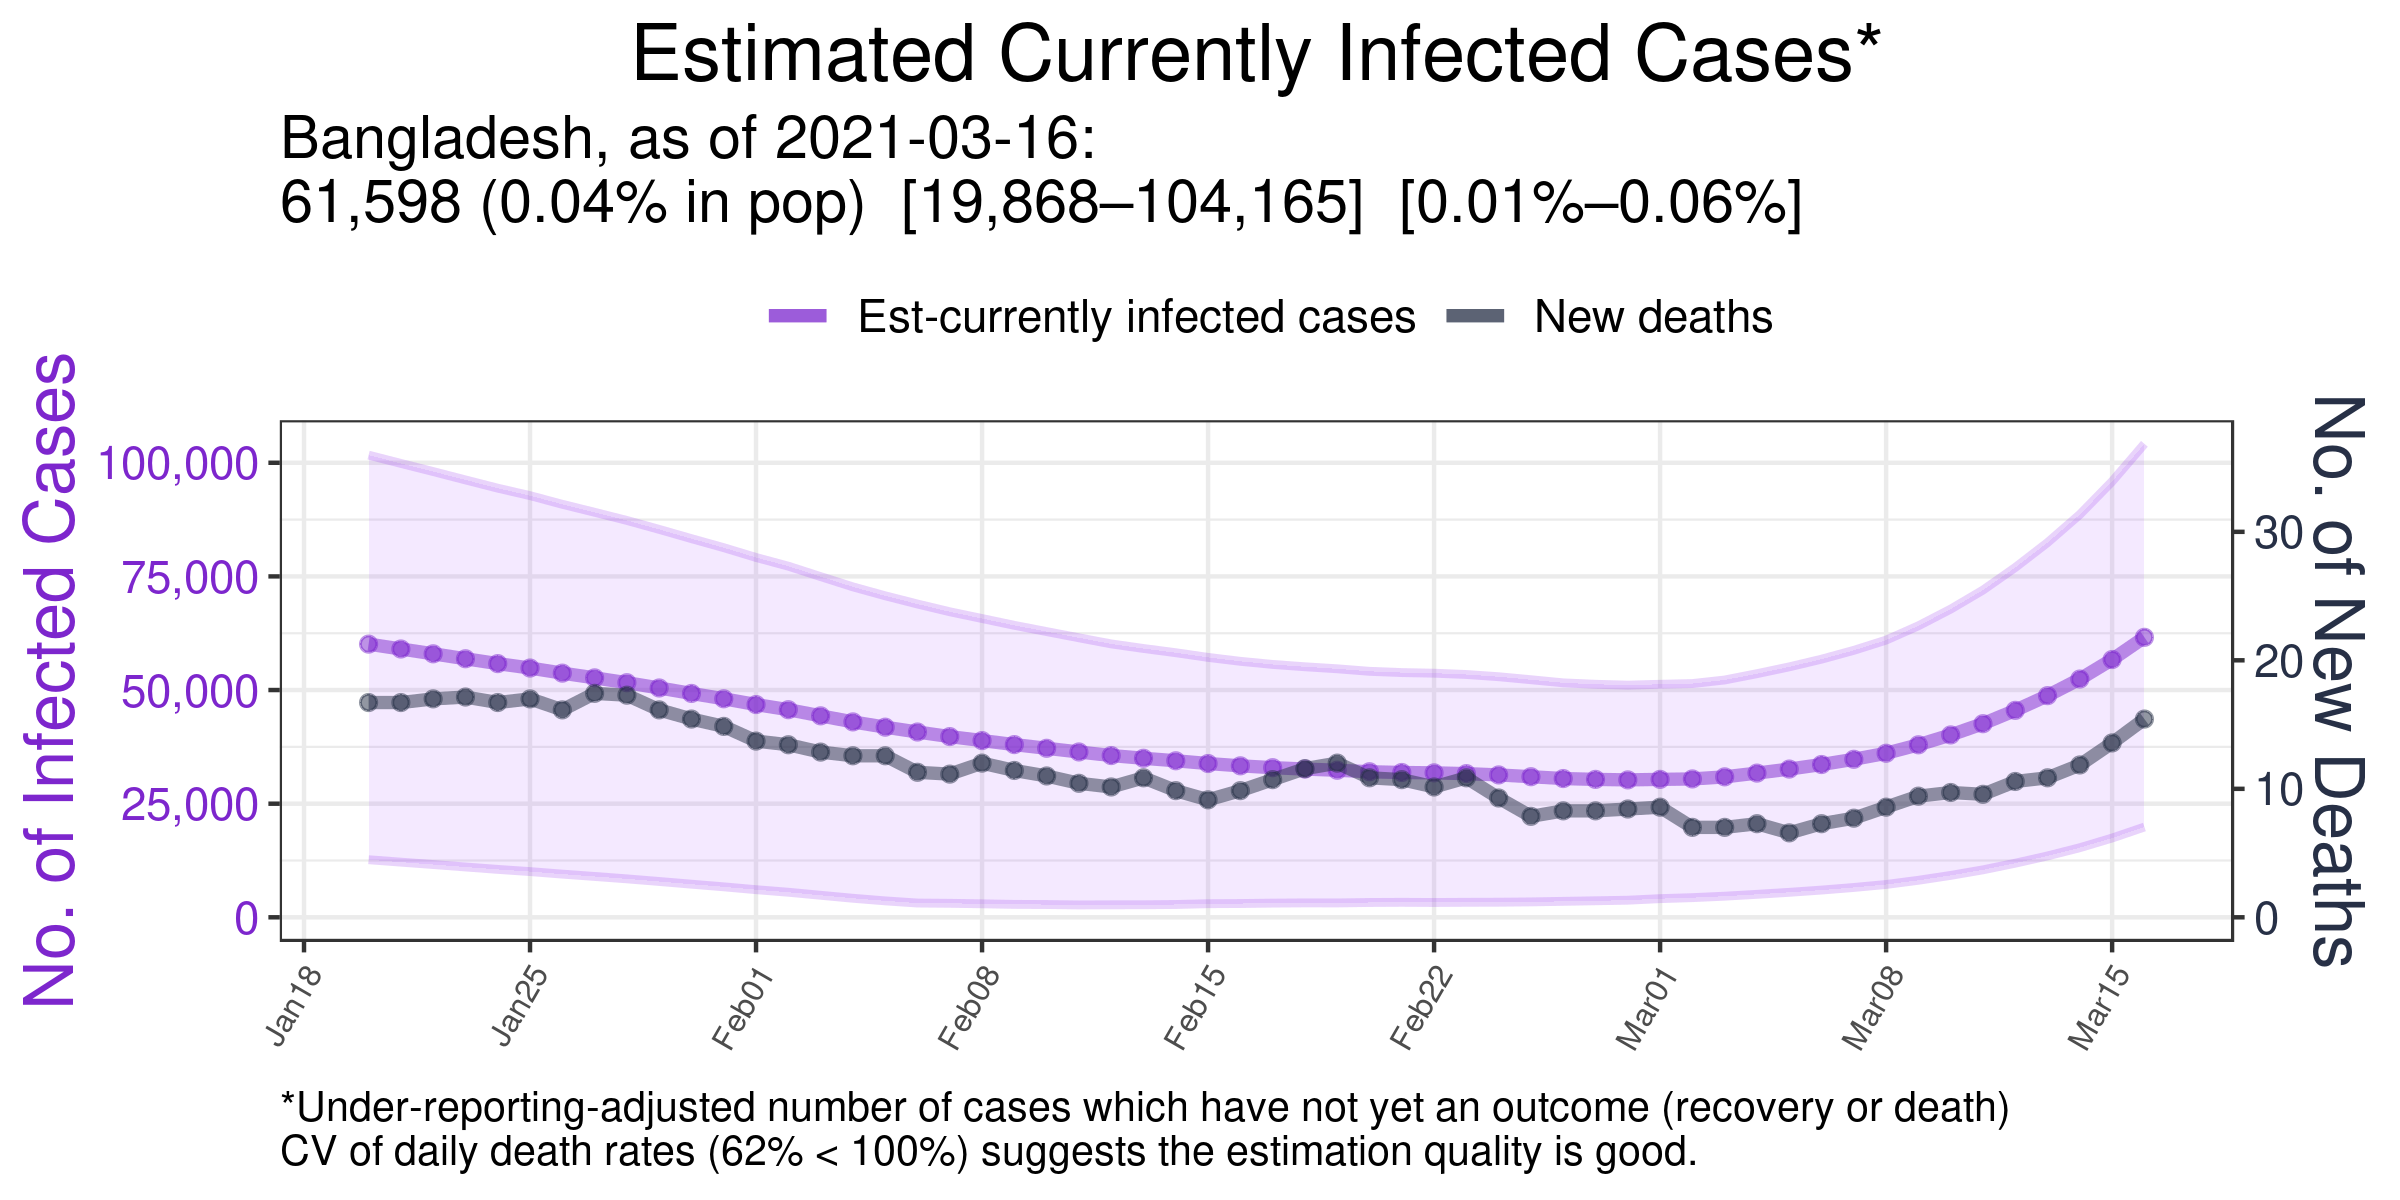 Estimated Currently Infected Cases*
Bangladesh, as of 2021-03-16:
61,598 (0.04% in pop)  [19,868–104,165]  [0.01%–0.06%]
Est-currently infected cases
New deaths
No. of Infected Cases
100,000
75,000
50,000
25,000
0
No. of New Deaths
30
20
10
0
Jan18
Jan25
Feb01
Feb08
Feb15
Feb22
Mar01
Mar08
Mar15
*Under-reporting-adjusted number of cases which have not yet an outcome (recovery or death)
CV of daily death rates (62% < 100%) suggests the estimation quality is good.